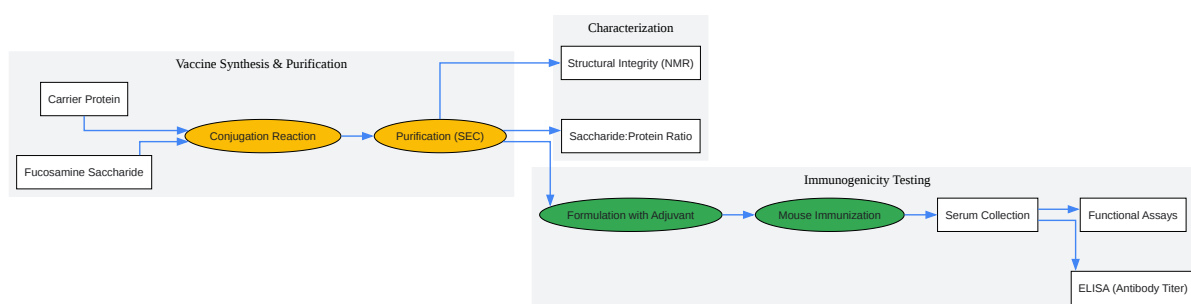 Characterization
Structural Integrity (NMR)
Saccharide:Protein Ratio
Vaccine Synthesis & Purification
Carrier Protein
Fucosamine Saccharide
Conjugation Reaction
Purification (SEC)
Immunogenicity Testing
Formulation with Adjuvant
Mouse Immunization
Serum Collection
Functional Assays
ELISA (Antibody Titer)